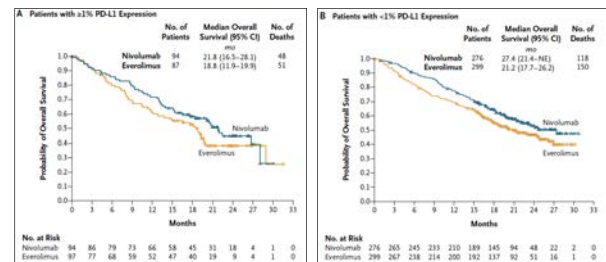 A Patients with ≥1% PD-L1 Expression
No. of Patients
Median Overall Survival (95% CI)
No. of Deaths
mo
Nivolumab 94 21.8 (16.5–28.1) 48
Everolimus 87 18.8 (11.9–19.9) 51
Probability of Overall Survival
1.0
0.9
0.8
0.7
0.6
0.5
0.4
0.3
0.2
0.1
0.0
Nivolumab
Everolimus
0 3 6 9 12 15 18 21 24 27 30 33
Months
No. at Risk
Nivolumab 94 86 79 73 66 58 45 31 18 4 1 0
Everolimus 97 77 68 59 52 47 40 19 9 4 1 0
B Patients with <1% PD-L1 Expression
No. of Patients
Median Overall Survival (95% CI)
No. of Deaths
mo
Nivolumab 276 27.4 (21.4–NE) 118
Everolimus 299 21.2 (17.7–26.2) 150
Probability of Overall Survival
1.0
0.9
0.8
0.7
0.6
0.5
0.4
0.3
0.2
0.1
0.0
Nivolumab
Everolimus
0 3 6 9 12 15 18 21 24 27 30 33
Months
No. at Risk
Nivolumab 276 265 245 233 210 189 145 94 48 22 2 0
Everolimus 299 267 238 214 200 192 137 92 51 16 1 0